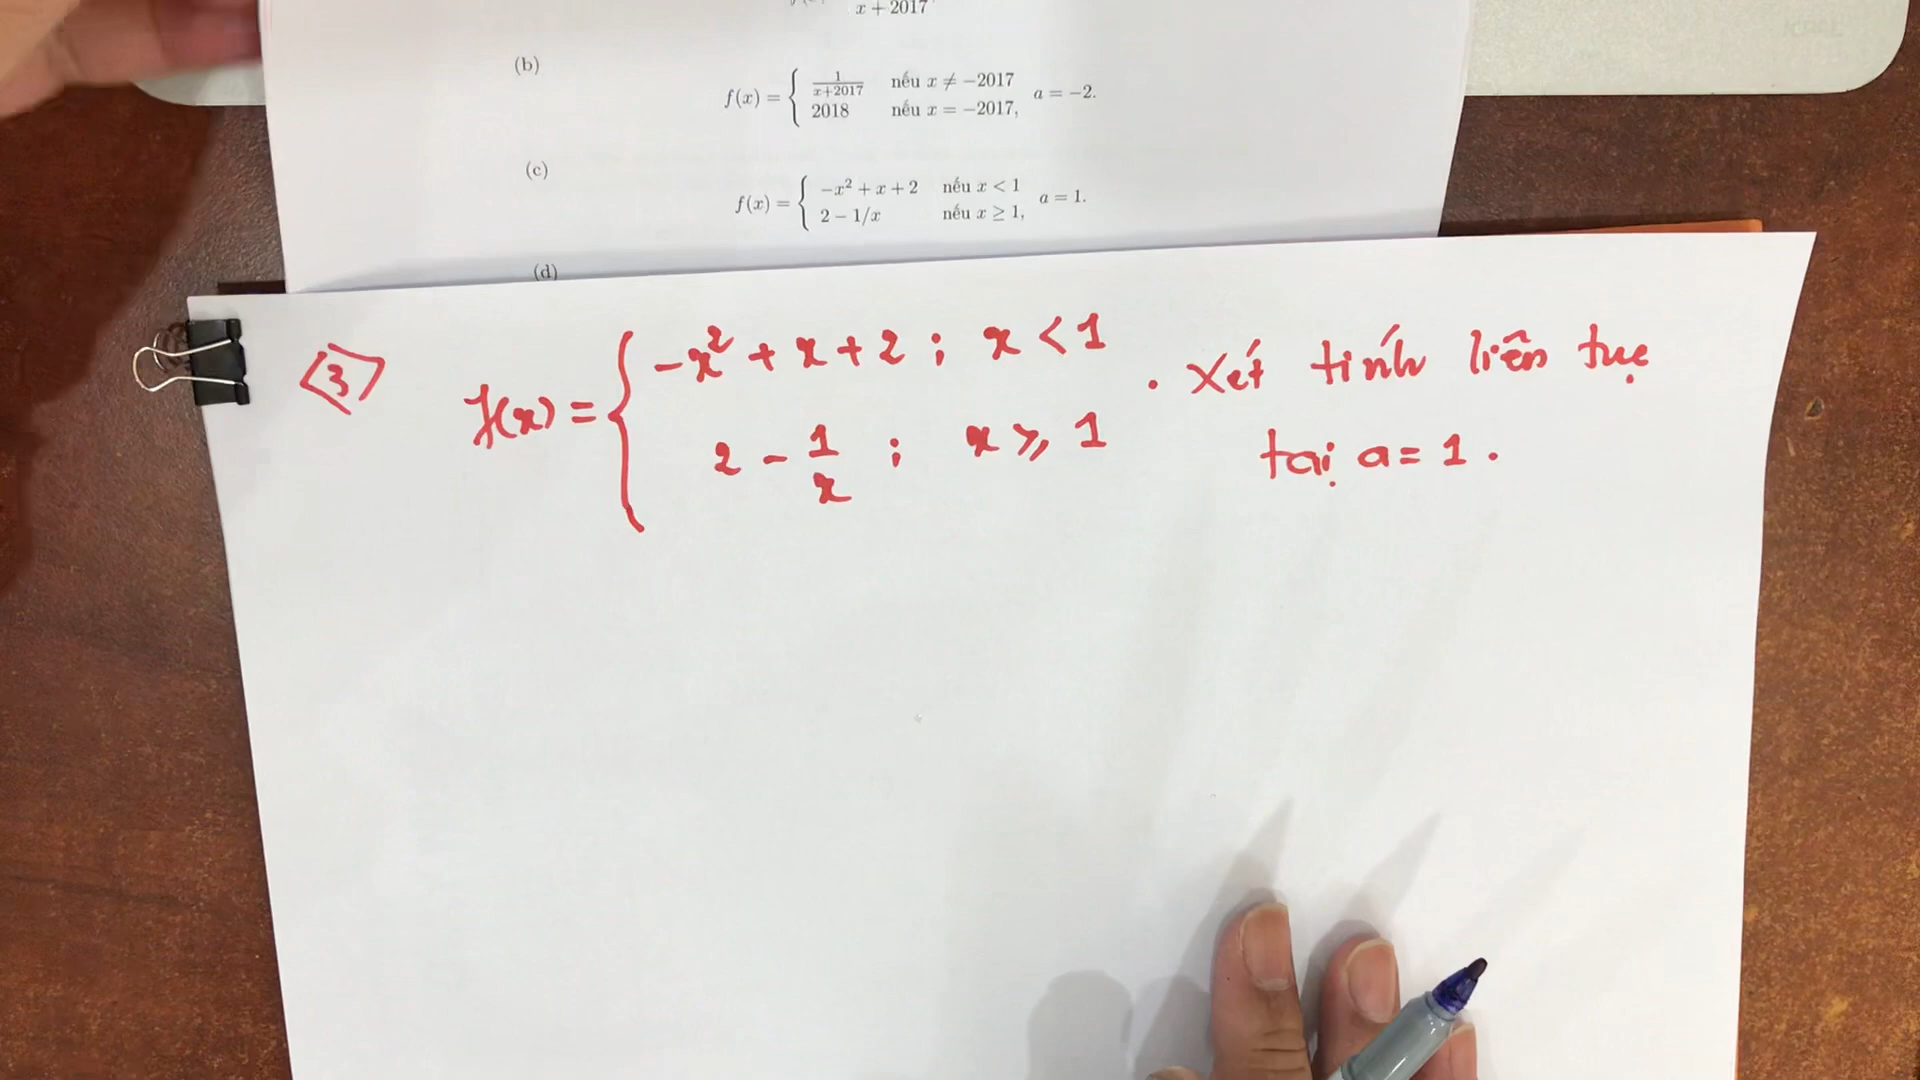 x + 2017
(b)
f(x) = { 1/(x+2017) nếu x ≠ −2017
2018 nếu x = −2017, a = −2.
(c)
f(x) = { −x² + x + 2 nếu x < 1
2 − 1/x nếu x ≥ 1, a = 1.
(d)
⟨3⟩ f(x) = { −x² + x + 2 ; x < 1 . Xét tính liên tục
2 − 1/x ; x ⩾ 1 tại a = 1 .